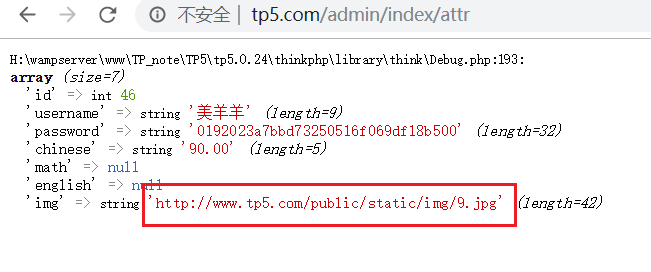 不安全 | tp5.com/admin/index/attr
H:\wampserver\www\TP_note\TP5\tp5.0.24\thinkphp\library\think\Debug.php:193:
array (size=7)
'id' => int 46
'username' => string '美羊羊' (length=9)
'password' => string '0192023a7bbd73250516f069df18b500' (length=32)
'chinese' => string '90.00' (length=5)
'math' => null
'english' => null
'img' => string 'http://www.tp5.com/public/static/img/9.jpg' (length=42)